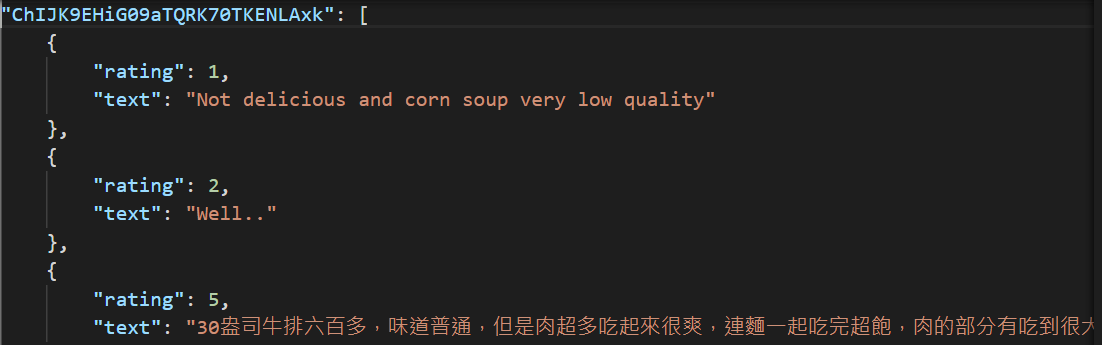 "ChIJK9EHiG09aTQRK70TKENLAxk": [
{
"rating": 1,
"text": "Not delicious and corn soup very low quality"
},
{
"rating": 2,
"text": "Well.."
},
{
"rating": 5,
"text": "30盎司牛排六百多，味道普通，但是肉超多吃起來很爽，連麵一起吃完超飽，肉的部分有吃到很大